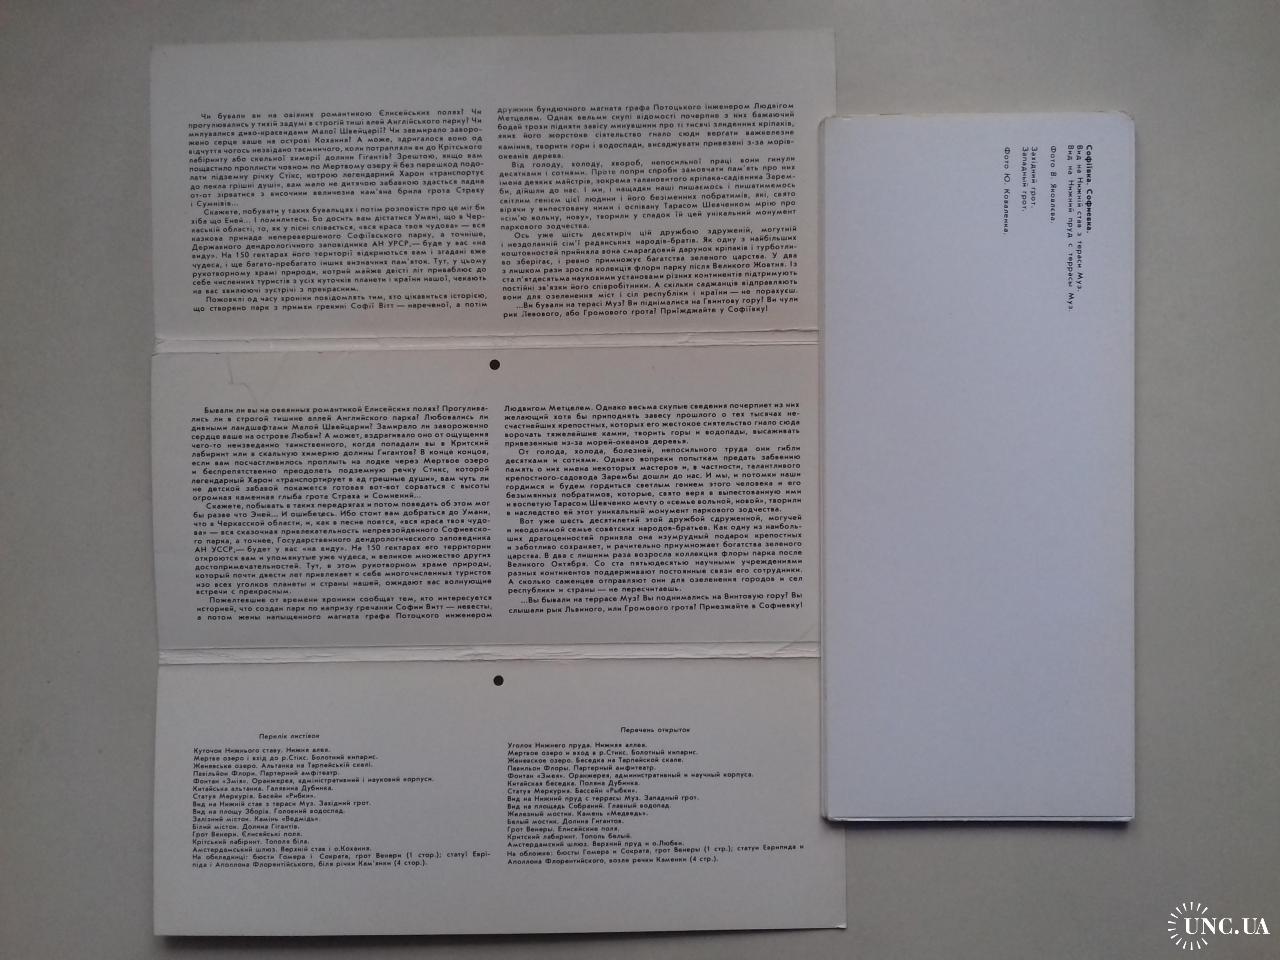 Чи бували ви на овіяних романтикою Єлисейських полях? Чи
прогулювались у тихій задумі в строгій тиші алей Англійського парку? Чи
милувалися диво-краєвидами Малої Швейцарії? Чи завмирало заворо-
жено серце ваше на острові Кохання? А може, здригалося воно од
відчуття чогось незвідано таємничого, коли потрапляли ви до Крітського
лабіринту або скельної химерії долини Гігантів? Зрештою, якщо вам
пощастило проплисти човном по Мертвому озеру й без перешкод подо-
лати підземну річку Стікс, котрою легендарний Харон «транспортує
до пекла грішні душі», вам мало не дитячою забавкою здасться ладна
от-от зірватися з височини величезна кам'яна брила грота Страху
і Сумнівів...
Скажете, побувати у таких бувальцях і потім розповісти про це міг би
хіба що Еней... І помилитесь. Бо досить вам дістатися Умані, що в Чер-
каській області, то, як у пісні співається, «вся краса твоя чудова» — вся
казкова принада неперевершеного Софіївського парку, а точніше,
Державного дендрологічного заповідника АН УРСР,— буде у вас «на
виду». На 150 гектарах його території відкриються вам і згадані вже
чудеса, і ще багато-пребагато інших визначних пам'яток. Тут, у цьому
рукотворному храмі природи, котрий майже двісті літ приваблює до
себе численних туристів з усіх куточків планети і країни нашої, чекають
на вас хвилюючі зустрічі з прекрасним.
Пожовклі од часу хроніки повідомлять тим, хто цікавиться історією,
що створено парк з примхи грекині Софії Вітт — нареченої, а потім
дружини бундючного магната графа Потоцького інженером Людвігом
Метцелем. Однак вельми скупі відомості почерпне з них бажаючий
бодай трохи підняти завісу минувшини про ті тисячі злиденних кріпаків,
яких його жорстоке сіятельство гнало сюди вергати важкелезне
каміння, творити гори і водоспади, висаджувати привезені з-за морів-
океанів дерева.
Від голоду, холоду, хвороб, непосильної праці вони гинули
десятками і сотнями. Проте попри спроби замовчати пам'ять про них
імена деяких майстрів, зокрема талановитого кріпака-садівника Зарем-
би, дійшли до нас. І ми, і нащадки наші пишаємось і пишатимемось
світлим генієм цієї людини і його безіменних побратимів, які, свято
вірячи у випестовану ними і оспівану Тарасом Шевченком мрію про
«сім'ю вольну, нову», творили у спадок їй цей унікальний монумент
паркового зодчества.
Ось уже шість десятиріч цій дружбою здруженій, могутній
і нездоланній сім'ї радянських народів-братів. Як одну з найбільших
коштовностей прийняла вона смарагдовий дарунок кріпаків і турботли-
во зберігає, і ревно примножує багатства зеленого царства. У два
з лишком рази зросла колекція флори парку після Великого Жовтня. Із
ста п'ятдесятьма науковими установами різних континентів підтримують
постійні зв'язки його співробітники. А скільки саджанців відправляють
вони для озеленення міст і сіл республіки і країни — не порахуєш.
...Ви бували на терасі Муз? Ви піднімалися на Гвинтову гору? Ви чули
рик Левового, або Громового грота? Приїжджайте у Софіївку!
Бывали ли вы на овеянных романтикой Елисейских полях? Прогулива-
лись ли в строгой тишине аллей Английского парка? Любовались ли
дивными ландшафтами Малой Швейцарии? Замирало ли завороженно
сердце ваше на острове Любви? А может, вздрагивало оно от ощущения
чего-то неизведанно таинственного, когда попадали вы в Критский
лабиринт или в скальную химерию долины Гигантов? В конце концов,
если вам посчастливилось проплыть на лодке через Мертвое озеро
и беспрепятственно преодолеть подземную речку Стикс, которой
легендарный Харон «транспортирует в ад грешные души», вам чуть ли
не детской забавой покажется готовая вот-вот сорваться с высоты
огромная каменная глыба грота Страха и Сомнений...
Скажете, побывать в таких передрягах и потом поведать об этом мог
бы разве что Эней... И ошибетесь. Ибо стоит вам добраться до Умани,
что в Черкасской области, и, как в песне поется, «вся краса твоя чудо-
ва» — вся сказочная привлекательность непревзойденного Софиевско-
го парка, а точнее, Государственного дендрологического заповедника
АН УССР,— будет у вас «на виду». На 150 гектарах его территории
откроются вам и упомянутые уже чудеса, и великое множество других
достопримечательностей. Тут, в этом рукотворном храме природы,
который почти двести лет привлекает к себе многочисленных туристов
изо всех уголков планеты и страны нашей, ожидают вас волнующие
встречи с прекрасным.
Пожелтевшие от времени хроники сообщат тем, кто интересуется
историей, что создан парк по капризу гречанки Софии Витт — невесты,
а потом жены напыщенного магната графа Потоцкого инженером
Людвигом Метцелем. Однако весьма скупые сведения почерпнет из них
желающий хотя бы приподнять завесу прошлого о тех тысячах не-
счастнейших крепостных, которых его жестокое сиятельство гнало сюда
ворочать тяжелейшие камни, творить горы и водопады, высаживать
привезенные из-за морей-океанов деревья.
От голода, холода, болезней, непосильного труда они гибли
десятками и сотнями. Однако вопреки попыткам предать забвению
память о них имена некоторых мастеров и, в частности, талантливого
крепостного-садовода Зарембы дошли до нас. И мы, и потомки наши
гордимся и будем гордиться светлым гением этого человека и его
безымянных побратимов, которые, свято веря в выпестованную ими
и воспетую Тарасом Шевченко мечту о «семье вольной, новой», творили
в наследство ей этот уникальный монумент паркового зодчества.
Вот уже шесть десятилетий этой дружбой сдруженной, могучей
и неодолимой семье советских народов-братьев. Как одну из наиболь-
ших драгоценностей приняла она изумрудный подарок крепостных
и заботливо сохраняет, и рачительно приумножает богатства зеленого
царства. В два с лишним раза возросла коллекция флоры парка после
Великого Октября. Со ста пятьюдесятью научными учреждениями
разных континентов поддерживают постоянные связи его сотрудники.
А сколько саженцев отправляют они для озеленения городов и сел
республики и страны — не пересчитаешь.
...Вы бывали на террасе Муз? Вы поднимались на Винтовую гору? Вы
слышали рык Львиного, или Громового грота? Приезжайте в Софиевку!
Перелік листівок
Куточок Нижнього ставу. Нижня алея.
Мертве озеро і вхід до р.Стікс. Болотний кипарис.
Женевське озеро. Альтанка на Тарпейській скелі.
Павільйон Флори. Партерний амфітеатр.
Фонтан «Змія». Оранжерея, адміністративний і науковий корпуси.
Китайська альтанка. Галявина Дубинка.
Статуя Меркурія. Басейн «Рибки».
Вид на Нижній став з тераси Муз. Західний грот.
Вид на площу Зборів. Головний водоспад.
Залізний місток. Камінь «Ведмідь».
Білий місток. Долина Гігантів.
Грот Венери. Єлисейські поля.
Крітський лабіринт. Тополя біла.
Амстердамський шлюз. Верхній став і о.Кохання.
На обкладинці: бюсти Гомера і Сократа, грот Венери (1 стор.); статуї Еврі-
піда і Аполлона Флорентійського, біля річки Кам'янки (4 стор.).
Перечень открыток
Уголок Нижнего пруда. Нижняя аллея.
Мертвое озеро и вход в р.Стикс. Болотный кипарис.
Женевское озеро. Беседка на Тарпейской скале.
Павильон Флоры. Партерный амфитеатр.
Фонтан «Змея». Оранжерея, административный и научный корпуса.
Китайская беседка. Поляна Дубинка.
Статуя Меркурия. Бассейн «Рыбки».
Вид на Нижний пруд с террасы Муз. Западный грот.
Вид на площадь Собраний. Главный водопад.
Железный мостик. Камень «Медведь».
Белый мостик. Долина Гигантов.
Грот Венеры. Елисейские поля.
Критский лабиринт. Тополь белый.
Амстердамский шлюз. Верхний пруд и о.Любви.
На обложке: бюсты Гомера и Сократа, грот Венеры (1 стр.); статуи Еврипида и
Аполлона Флорентийского, возле речки Каменки (4 стр.).
Софіївка. Софиевка.
Вид на Нижній став з тераси Муз.
Вид на Нижний пруд с террасы Муз.
Фото В. Яковлева.
Західний грот.
Западный грот.
Фото Ю. Коваленка.
UNC.UA